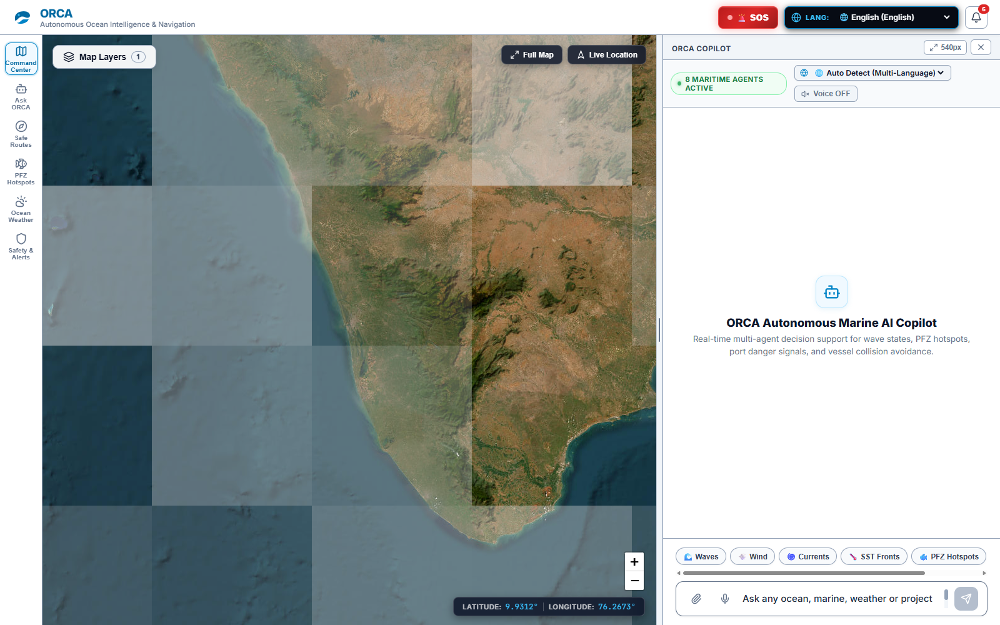 ORCA
Autonomous Ocean Intelligence & Navigation
SOS
LANG:
English (English)
6
Command
Center
Ask
ORCA
Safe
Routes
PFZ
Hotspots
Ocean
Weather
Safety &
Alerts
Map Layers 1
Full Map
Live Location
+
−
LATITUDE: 9.9312° LONGITUDE: 76.2673°
ORCA COPILOT
540px
8 MARITIME AGENTS
ACTIVE
Auto Detect (Multi-Language)
Voice OFF
ORCA Autonomous Marine AI Copilot
Real-time multi-agent decision support for wave states, PFZ hotspots,
port danger signals, and vessel collision avoidance.
Waves
Wind
Currents
SST Fronts
PFZ Hotspots
Ask any ocean, marine, weather or project